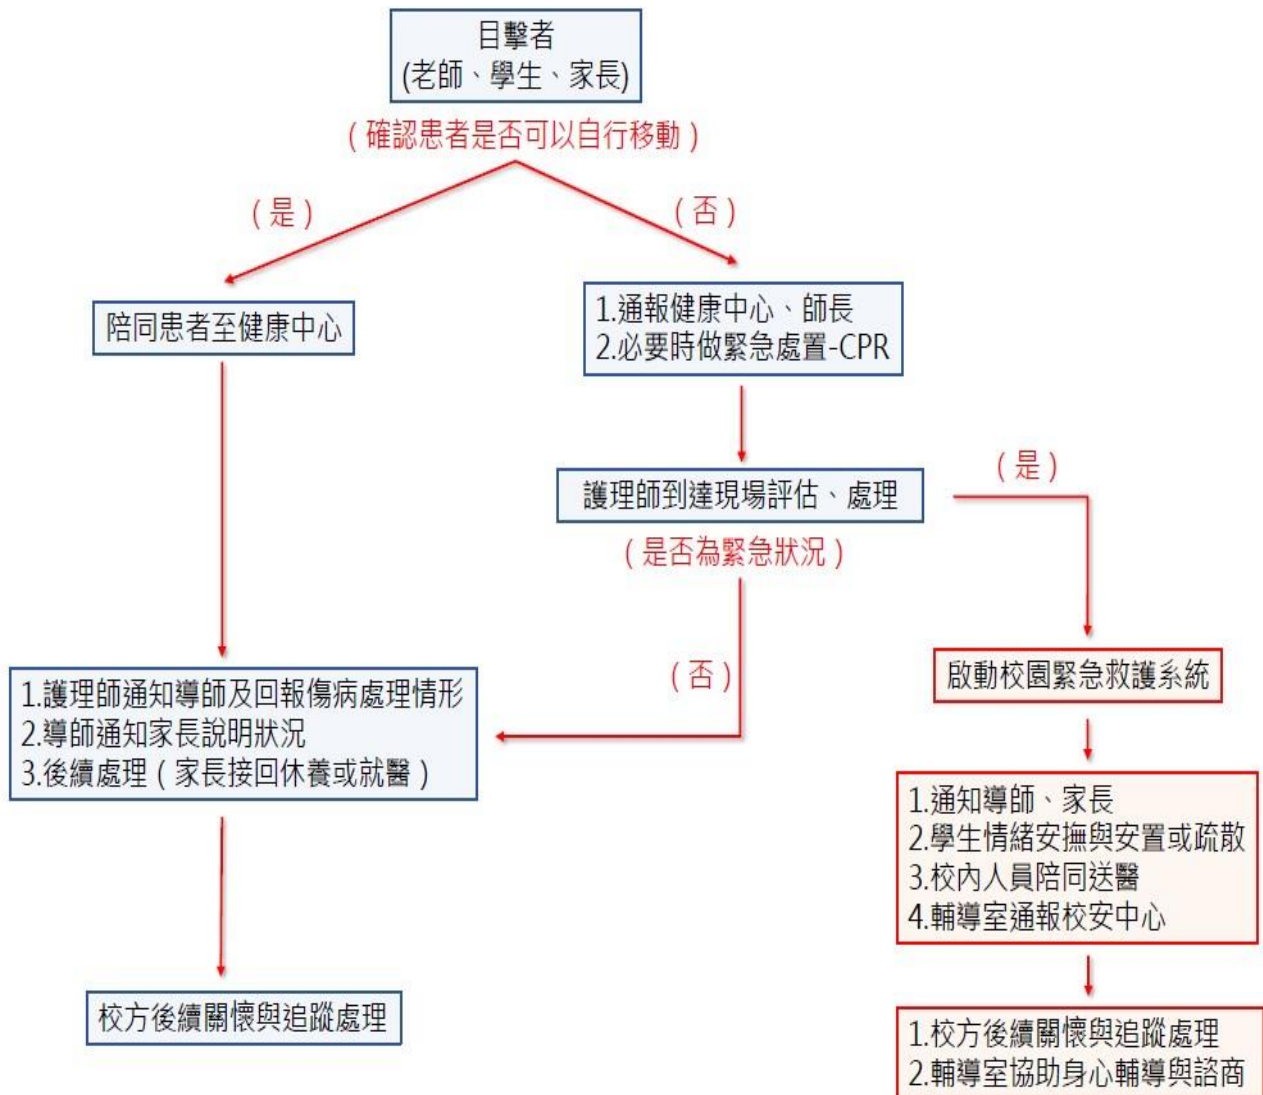 目擊者
(老師、學生、家長)
（確認患者是否可以自行移動）
（是）
（否）
陪同患者至健康中心
1.通報健康中心、師長
2.必要時做緊急處置-CPR
護理師到達現場評估、處理
（是）
（是否為緊急狀況）
（否）
1.護理師通知導師及回報傷病處理情形
2.導師通知家長說明狀況
3.後續處理（家長接回休養或就醫）
啟動校園緊急救護系統
1.通知導師、家長
2.學生情緒安撫與安置或疏散
3.校內人員陪同送醫
4.輔導室通報校安中心
校方後續關懷與追蹤處理
1.校方後續關懷與追蹤處理
2.輔導室協助身心輔導與諮商